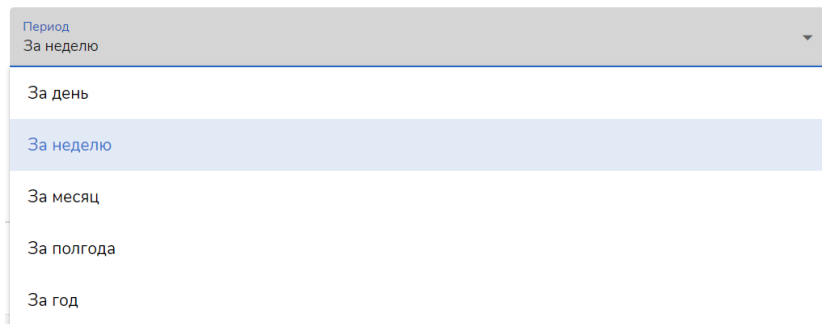 Период
За неделю
За день
За неделю
За месяц
За полгода
За год